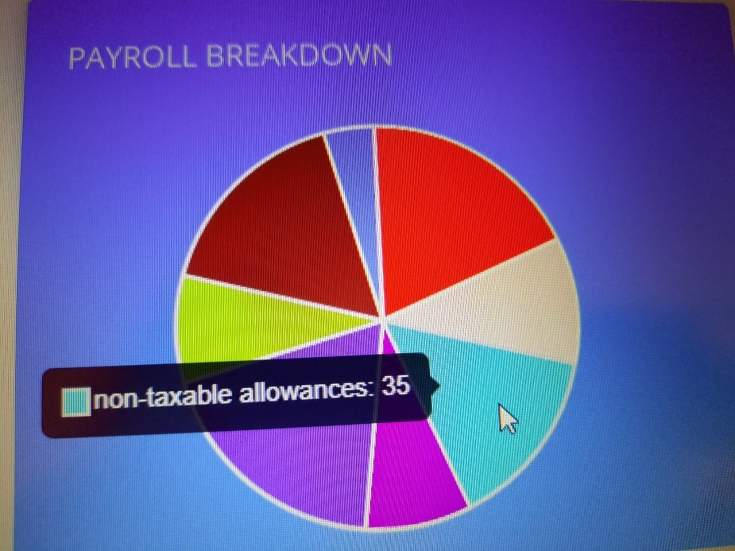 PAYROLL BREAKDOWN
non-taxable allowances: 35